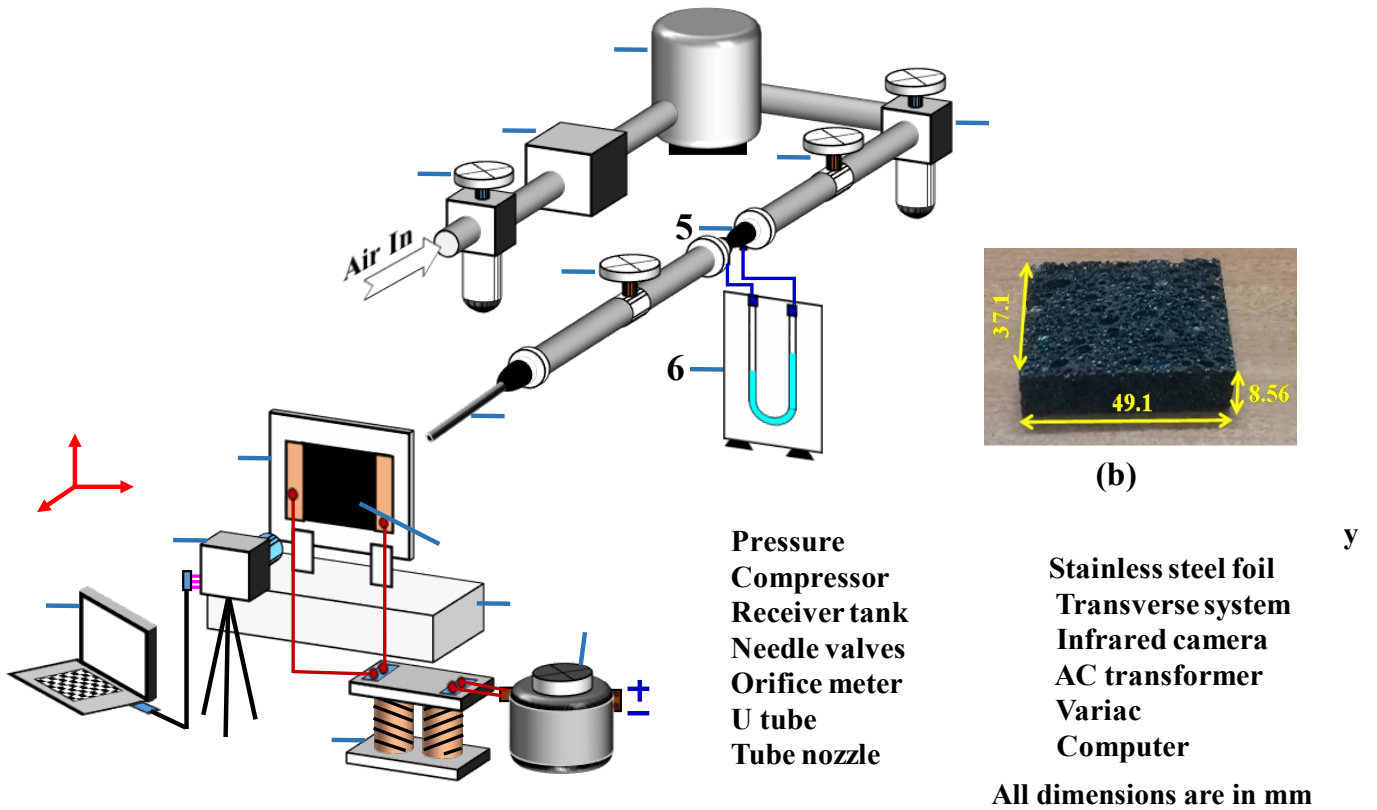 Air In
5
6
37.1
49.1
8.56
(b)
+
−
Pressure
Compressor
Receiver tank
Needle valves
Orifice meter
U tube
Tube nozzle
y
Stainless steel foil
Transverse system
Infrared camera
AC transformer
Variac
Computer
All dimensions are in mm